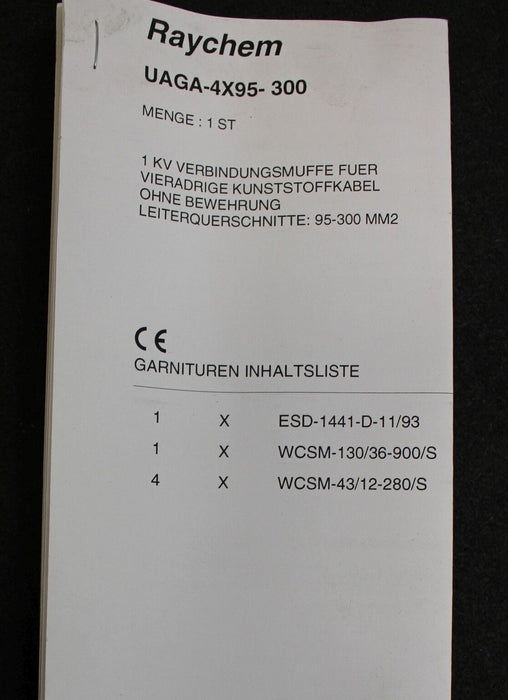 Raychem
UAGA-4X95- 300
MENGE : 1 ST
1 KV VERBINDUNGSMUFFE FUER
VIERADRIGE KUNSTSTOFFKABEL
OHNE BEWEHRUNG
LEITERQUERSCHNITTE: 95-300 MM2
CE
GARNITUREN INHALTSLISTE
1 X ESD-1441-D-11/93
1 X WCSM-130/36-900/S
4 X WCSM-43/12-280/S